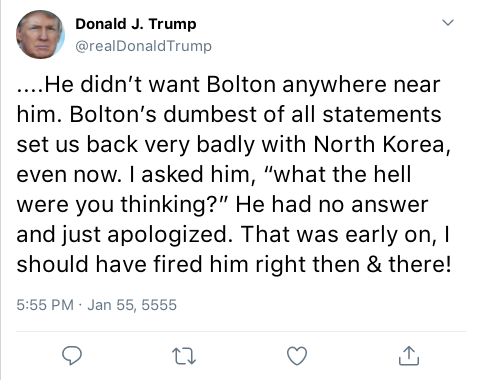 Donald J. Trump
@realDonaldTrump
....He didn’t want Bolton anywhere near
him. Bolton’s dumbest of all statements
set us back very badly with North Korea,
even now. I asked him, “what the hell
were you thinking?” He had no answer
and just apologized. That was early on, I
should have fired him right then & there!
5:55 PM · Jan 55, 5555